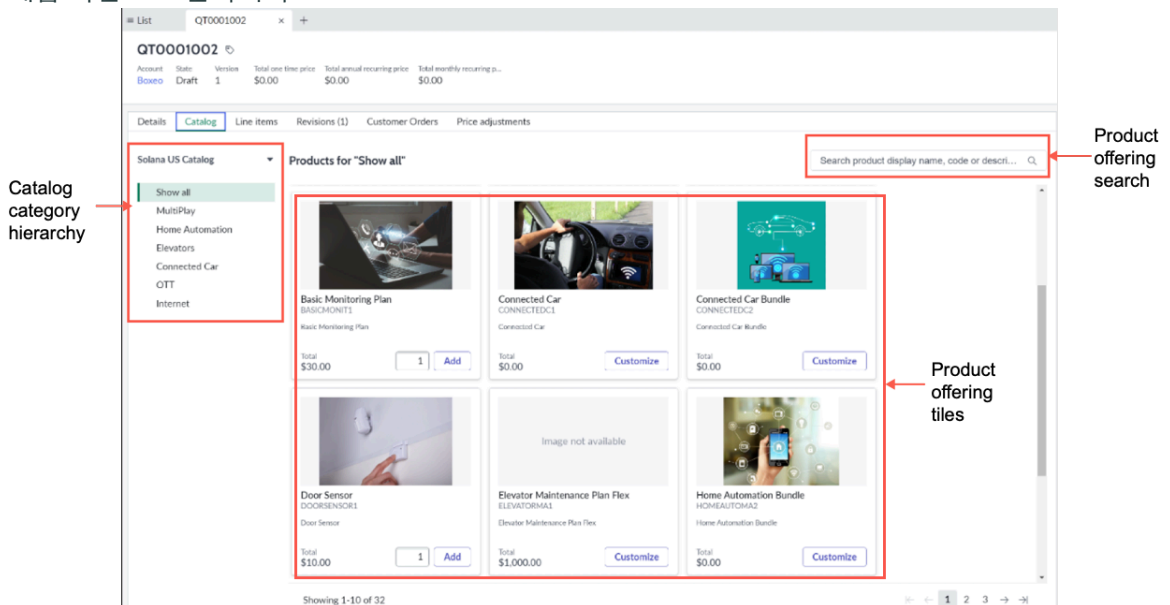 List
QT0001002
QT0001002
Account State Version Total one time price Total annual recurring price Total monthly recurring p...
Boxeo Draft 1 $0.00 $0.00 $0.00
Details Catalog Line items Revisions (1) Customer Orders Price adjustments
Solana US Catalog
Show all
MultiPlay
Home Automation
Elevators
Connected Car
OTT
Internet
Catalog
category
hierarchy
Products for "Show all"
Search product display name, code or descri...
Product
offering
search
Basic Monitoring Plan
BASICMONIT1
Basic Monitoring Plan
Total
$30.00 1 Add
Connected Car
CONNECTEDC1
Connected Car
Total
$0.00 Customize
Connected Car Bundle
CONNECTEDC2
Connected Car Bundle
Total
$0.00 Customize
Product
offering
tiles
Door Sensor
DOORSENSOR1
Door Sensor
Total
$10.00 1 Add
Image not available
Elevator Maintenance Plan Flex
ELEVATORMA1
Elevator Maintenance Plan Flex
Total
$1,000.00 Customize
Home Automation Bundle
HOMEAUTOMA2
Home Automation Bundle
Total
$0.00 Customize
Showing 1-10 of 32
1 2 3